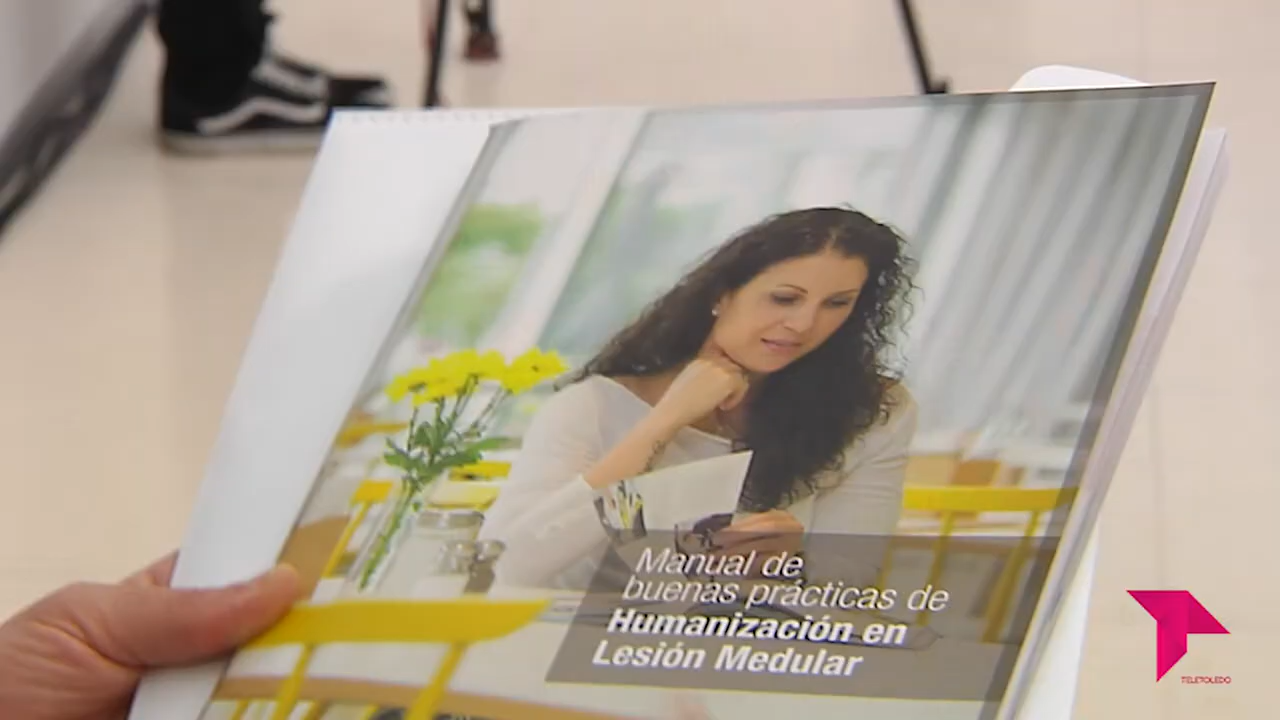 Manual de
buenas prácticas de
Humanización en
Lesión Medular
TELETOLEDO